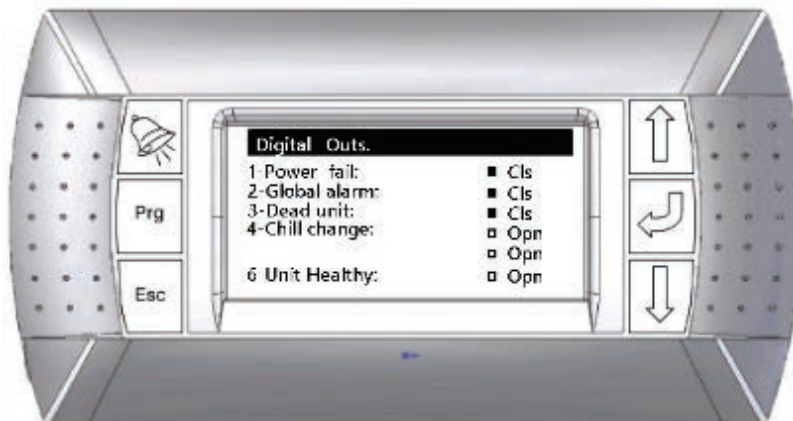 Digital Outs.
1-Power fail: ■ Cls
2-Global alarm: ■ Cls
3-Dead unit: ■ Cls
4-Chill change: □ Opn
□ Opn
6 Unit Healthy: □ Opn
Prg
Esc